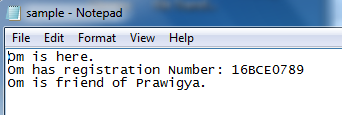 sample - Notepad
File Edit Format View Help
Om is here.
Om has registration Number: 16BCE0789
Om is friend of Prawigya.